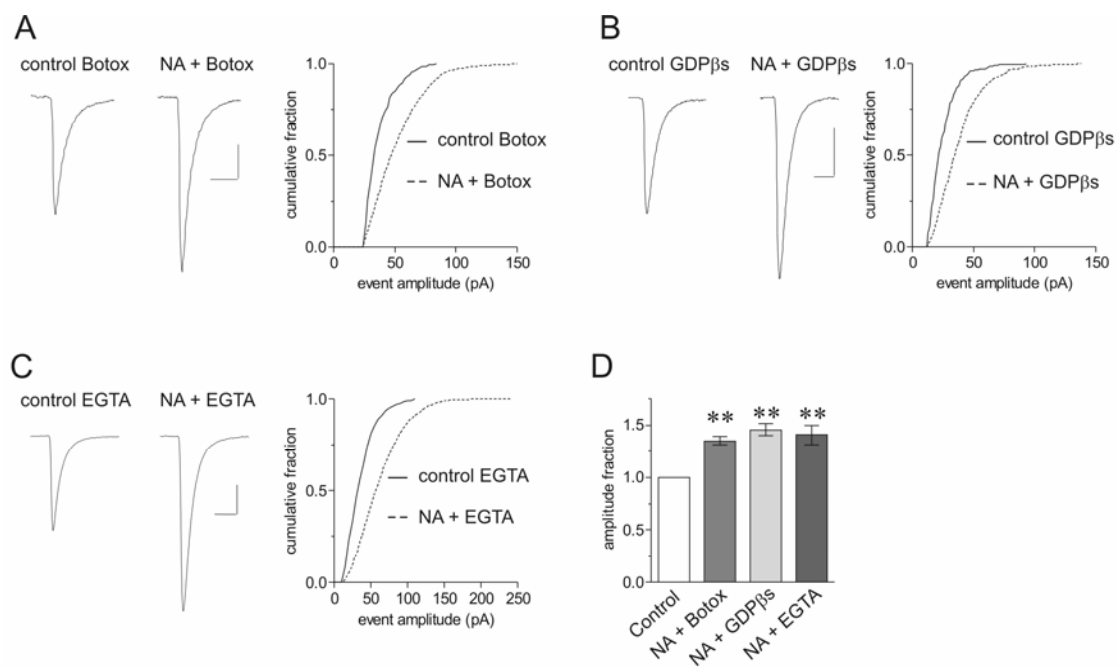 A
control Botox
NA + Botox
cumulative fraction
1.0
0.5
0.0
control Botox
NA + Botox
0 50 100 150
event amplitude (pA)
B
control GDPβs
NA + GDPβs
cumulative fraction
1.0
0.5
0.0
control GDPβs
NA + GDPβs
0 50 100 150
event amplitude (pA)
C
control EGTA
NA + EGTA
cumulative fraction
1.0
0.5
0.0
control EGTA
NA + EGTA
0 50 100 150 200 250
event amplitude (pA)
D
amplitude fraction
1.5
1.0
1.5
0.0
** ** **
Control
NA + Botox
NA + GDPβs
NA + EGTA